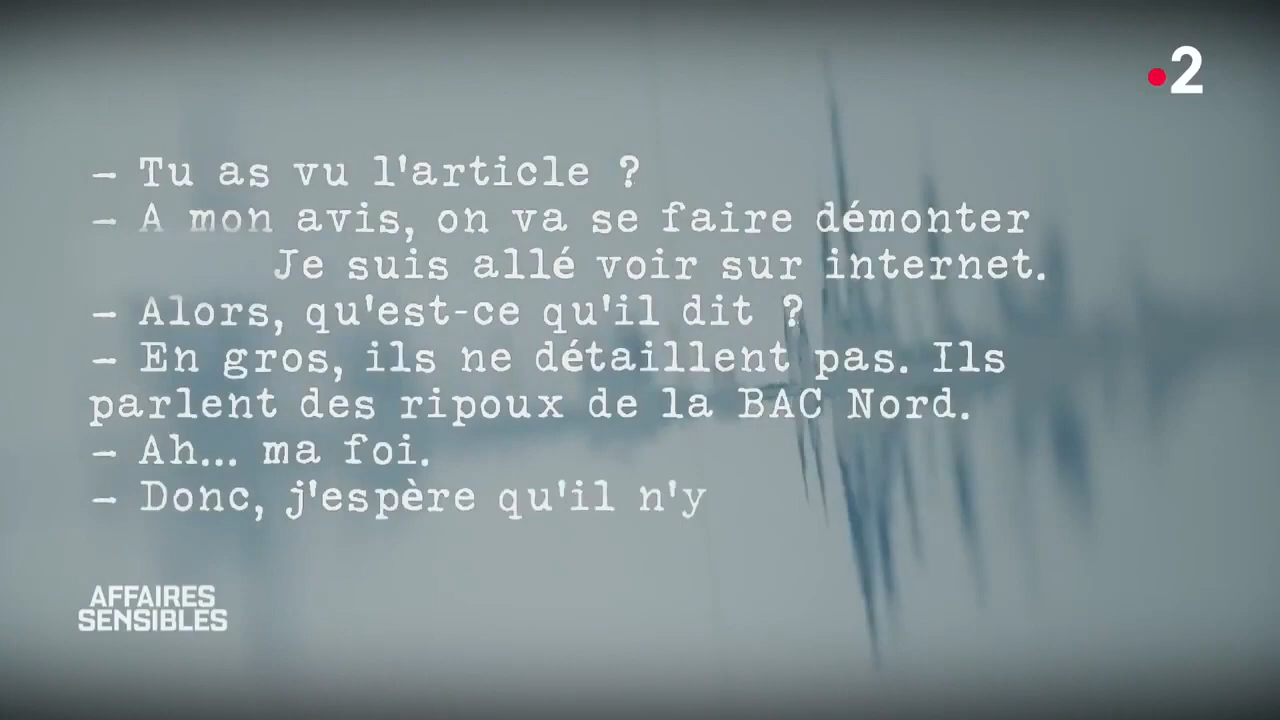 2
– Tu as vu l'article ?
– A mon avis, on va se faire démonter
Je suis allé voir sur internet.
– Alors, qu'est-ce qu'il dit ?
– En gros, ils ne détaillent pas. Ils
parlent des ripoux de la BAC Nord.
– Ah... ma foi.
– Donc, j'espère qu'il n'y
AFFAIRES
SENSIBLES